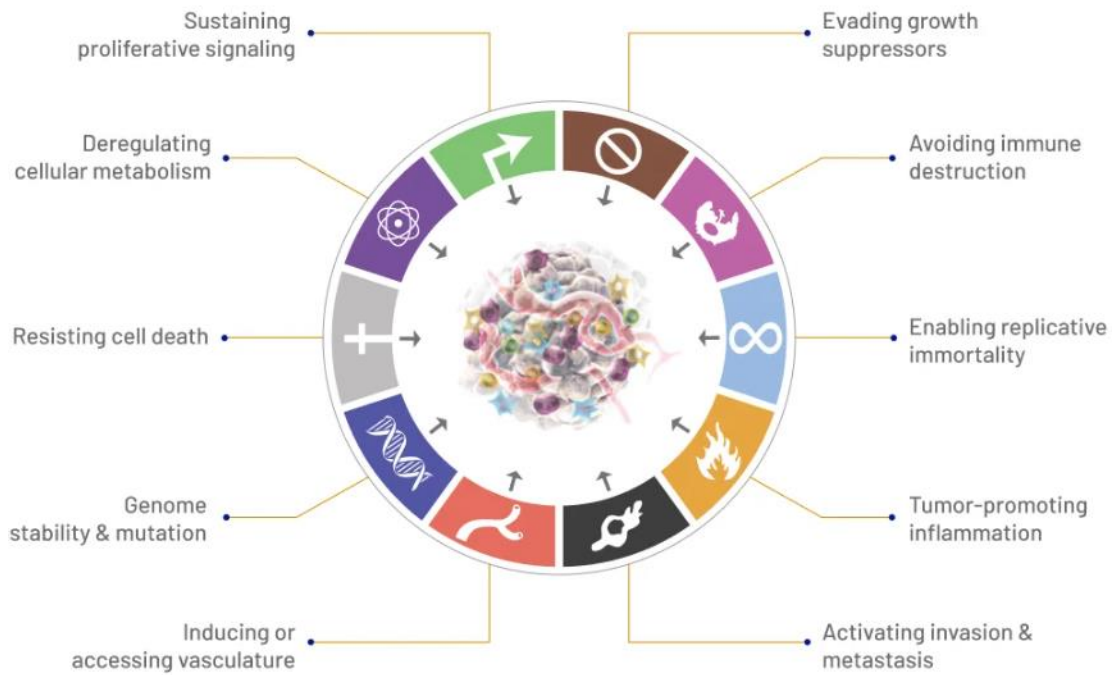 Sustaining
proliferative signaling
Evading growth
suppressors
Deregulating
cellular metabolism
Avoiding immune
destruction
Resisting cell death
Enabling replicative
immortality
Genome
stability & mutation
Tumor-promoting
inflammation
Inducing or
accessing vasculature
Activating invasion &
metastasis